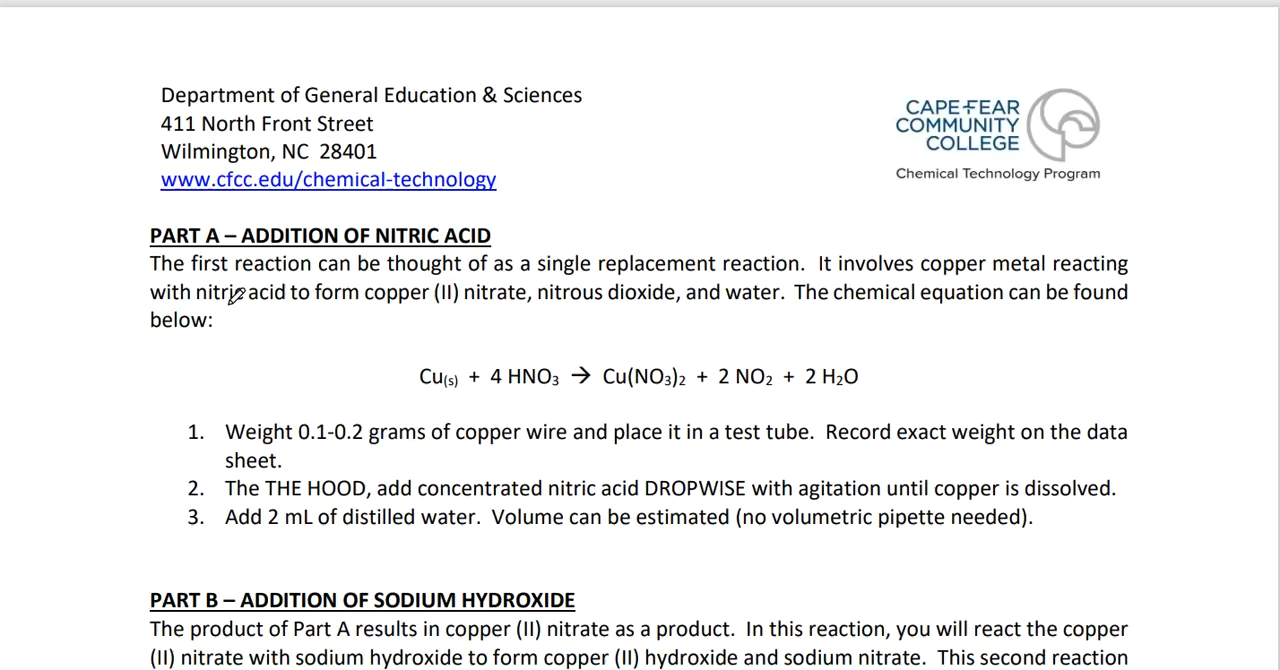 Department of General Education & Sciences
411 North Front Street
Wilmington, NC  28401
www.cfcc.edu/chemical-technology
CAPE FEAR
COMMUNITY
COLLEGE
Chemical Technology Program
PART A – ADDITION OF NITRIC ACID
The first reaction can be thought of as a single replacement reaction.  It involves copper metal reacting
with nitric acid to form copper (II) nitrate, nitrous dioxide, and water.  The chemical equation can be found
below:
Cu(s)  +  4 HNO3  →  Cu(NO3)2  +  2 NO2  +  2 H2O
1. Weight 0.1-0.2 grams of copper wire and place it in a test tube.  Record exact weight on the data
sheet.
2. The THE HOOD, add concentrated nitric acid DROPWISE with agitation until copper is dissolved.
3. Add 2 mL of distilled water.  Volume can be estimated (no volumetric pipette needed).
PART B – ADDITION OF SODIUM HYDROXIDE
The product of Part A results in copper (II) nitrate as a product.  In this reaction, you will react the copper
(II) nitrate with sodium hydroxide to form copper (II) hydroxide and sodium nitrate.  This second reaction